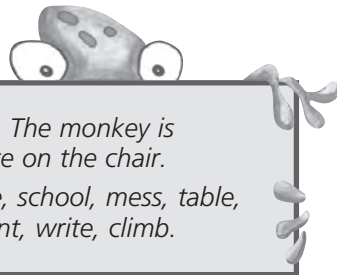 The monkey is
e on the chair.
, school, mess, table,
nt, write, climb.